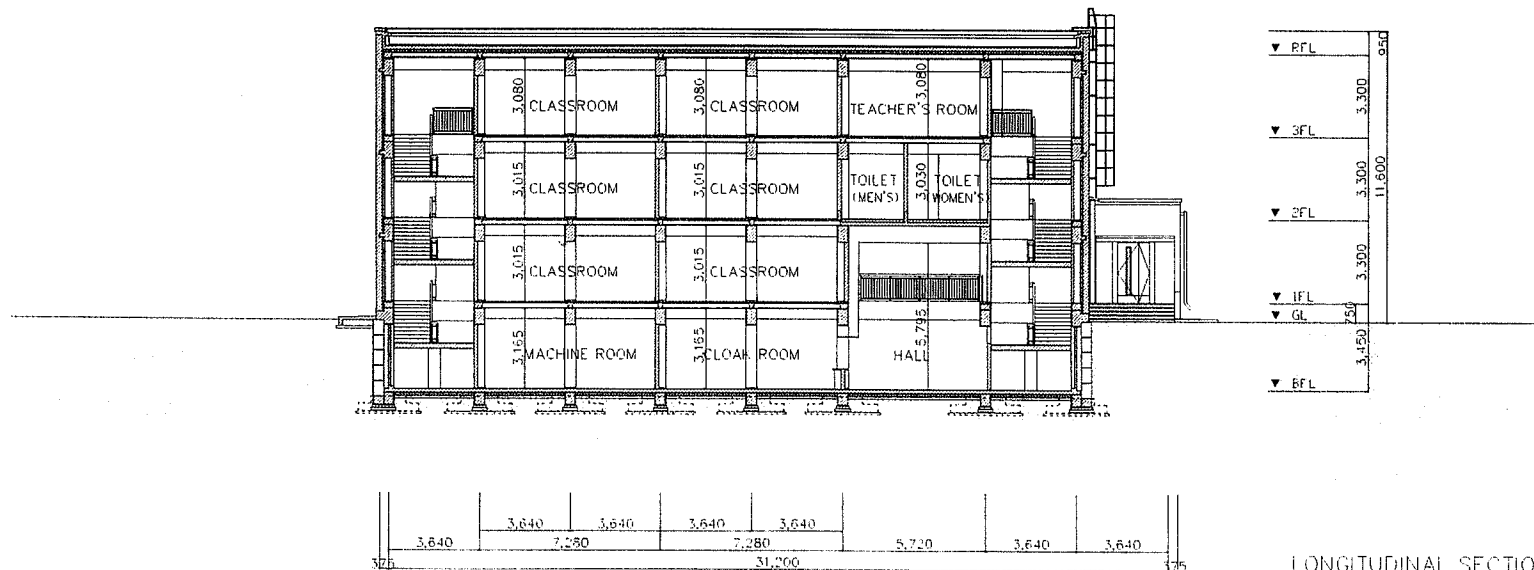 ▼ RFL
950
3,080 CLASSROOM 3,080 CLASSROOM TEACHER'S ROOM 3,080
3,300
▼ 3FL
3,015 CLASSROOM 3,015 CLASSROOM TOILET (MEN'S) 3,030 TOILET WOMEN'S)
3,300
11,600
▼ 2FL
3,015 CLASSROOM 3,015 CLASSROOM
3,300
▼ 1FL
▼ GL
750
3,165 MACHINE ROOM 3,165 CLOAK ROOM HALL 5,795
3,450
▼ BFL
3,640 3,640 3,640 3,640
3,640 7,280 7,280 5,720 3,640 3,640
375 31,200 375
LONGITUDINAL SECTIO